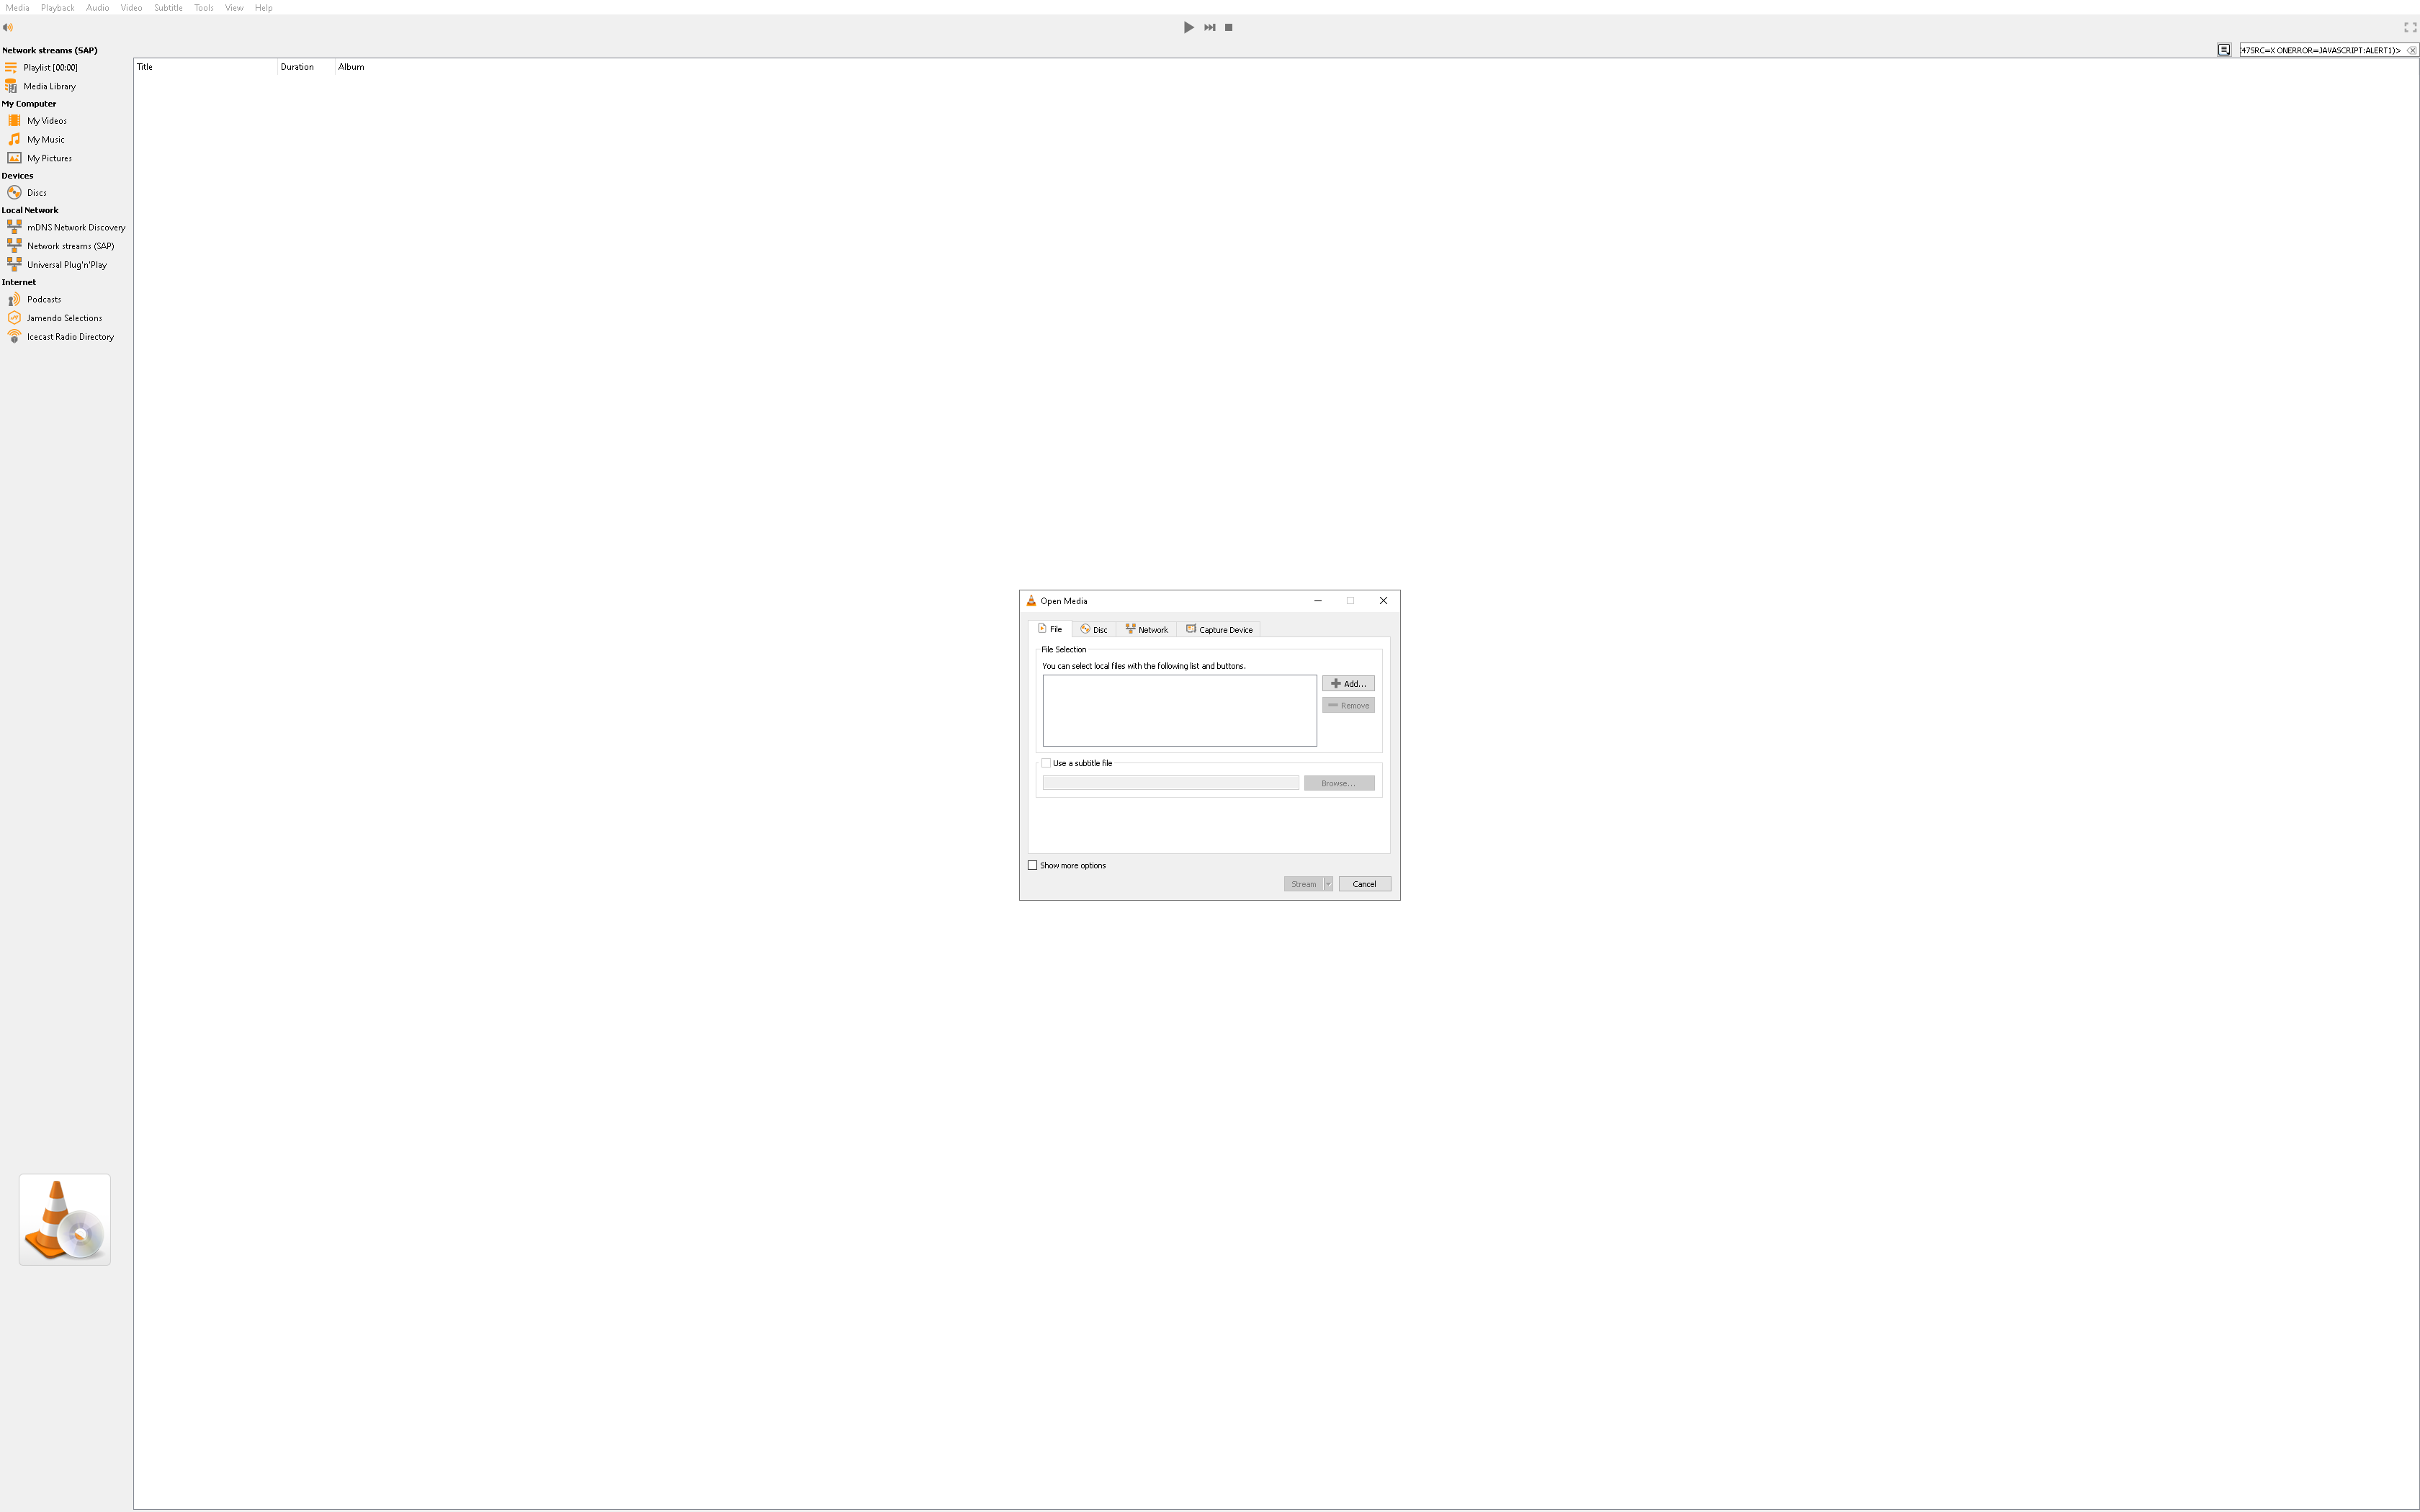 Media Playback Audio Video Subtitle Tools View Help
Network streams (SAP)
47SRC=X ONERROR=JAVASCRIPT:ALERT1)>
Playlist [00:00]
Media Library
My Computer
My Videos
My Music
My Pictures
Devices
Discs
Local Network
mDNS Network Discovery
Network streams (SAP)
Universal Plug'n'Play
Internet
Podcasts
Jamendo Selections
Icecast Radio Directory
Title Duration Album
Open Media
File Disc Network Capture Device
File Selection
You can select local files with the following list and buttons.
Add...
Remove
Use a subtitle file
Browse...
Show more options
Stream Cancel